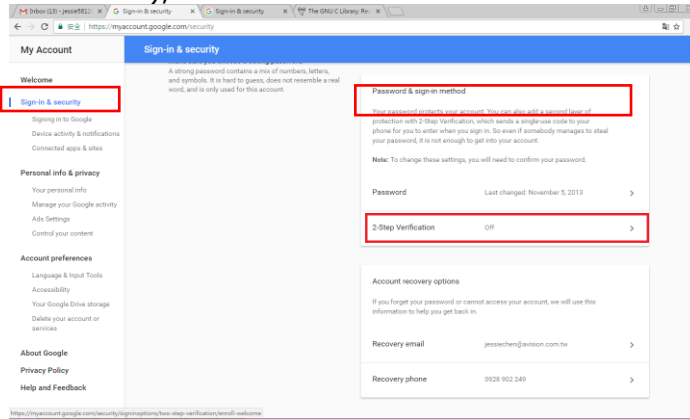 Inbox (13) - jessie5812
Sign-in & security
Sign-in & security
The GNU C Library: Re
安全
https://myaccount.google.com/security
My Account
Sign-in & security
Welcome
Sign-in & security
Signing in to Google
Device activity & notifications
Connected apps & sites
Personal info & privacy
Your personal info
Manage your Google activity
Ads Settings
Control your content
Account preferences
Language & Input Tools
Accessibility
Your Google Drive storage
Delete your account or
services
About Google
Privacy Policy
Help and Feedback
A strong password contains a mix of numbers, letters,
and symbols. It is hard to guess, does not resemble a real
word, and is only used for this account.
Password & sign-in method
Your password protects your account. You can also add a second layer of
protection with 2-Step Verification, which sends a single-use code to your
phone for you to enter when you sign in. So even if somebody manages to steal
your password, it is not enough to get into your account.
Note: To change these settings, you will need to confirm your password.
Password Last changed: November 5, 2013
2-Step Verification Off
Account recovery options
If you forget your password or cannot access your account, we will use this
information to help you get back in.
Recovery email jessiechen@avision.com.tw
Recovery phone 0928 902 249
https://myaccount.google.com/security/signinoptions/two-step-verification/enroll-welcome